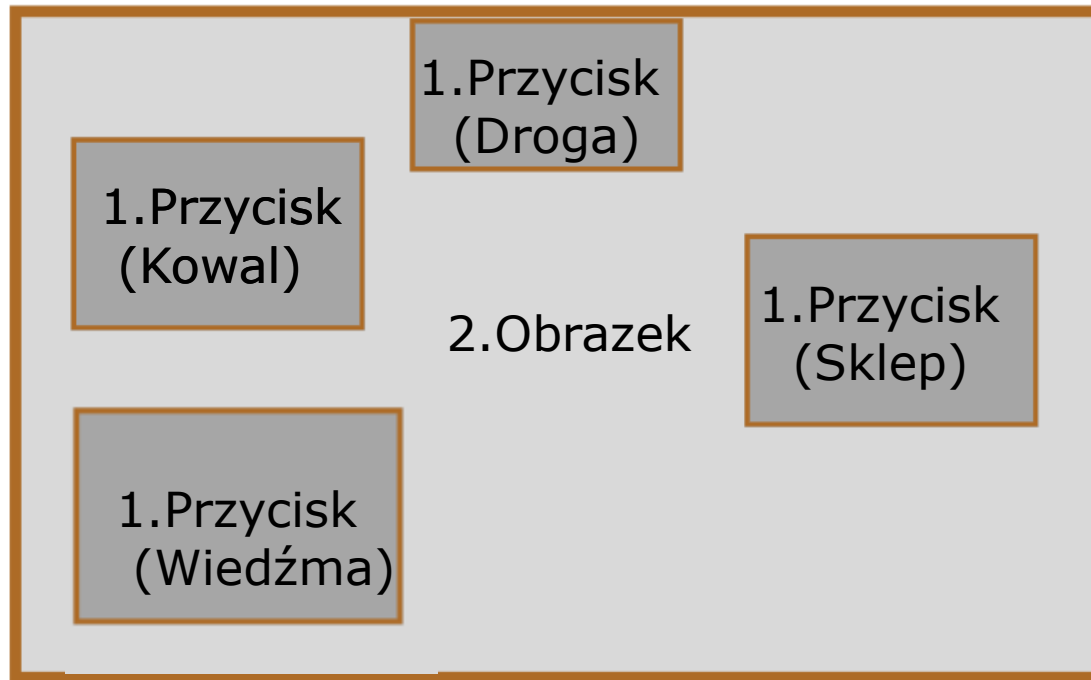 1.Przycisk
(Droga)
1.Przycisk
(Kowal)
2.Obrazek
1.Przycisk
(Sklep)
1.Przycisk
(Wiedźma)